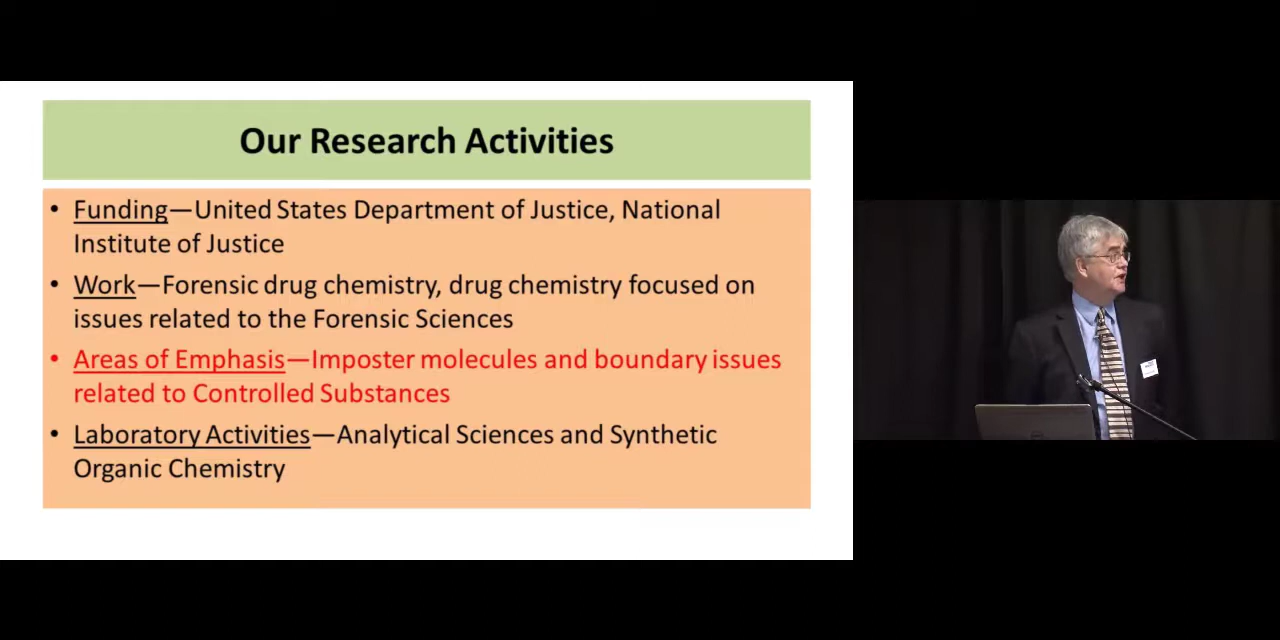 Our Research Activities
• Funding—United States Department of Justice, National
Institute of Justice
• Work—Forensic drug chemistry, drug chemistry focused on
issues related to the Forensic Sciences
• Areas of Emphasis—Imposter molecules and boundary issues
related to Controlled Substances
• Laboratory Activities—Analytical Sciences and Synthetic
Organic Chemistry